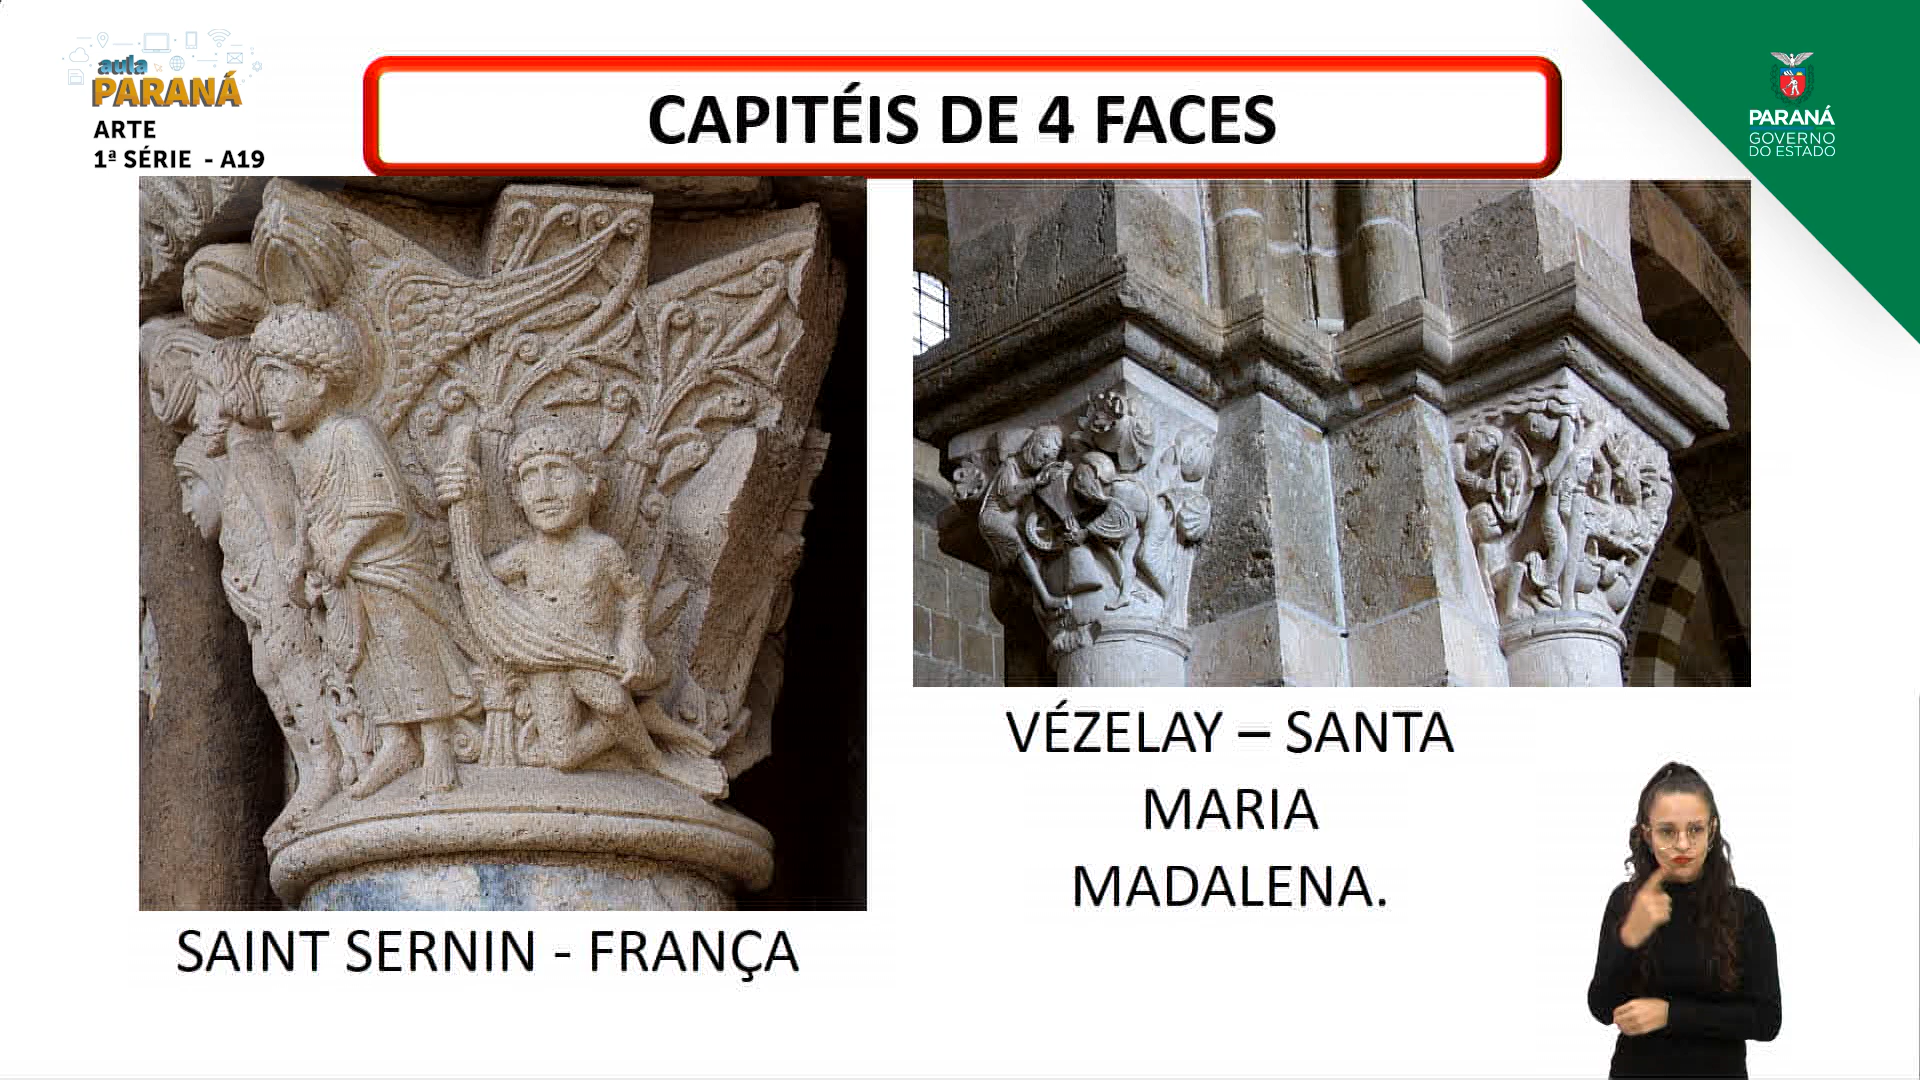 aula
PARANÁ
ARTE
1ª SÉRIE - A19
CAPITÉIS DE 4 FACES
PARANÁ
GOVERNO
DO ESTADO
SAINT SERNIN - FRANÇA
VÉZELAY – SANTA
MARIA
MADALENA.